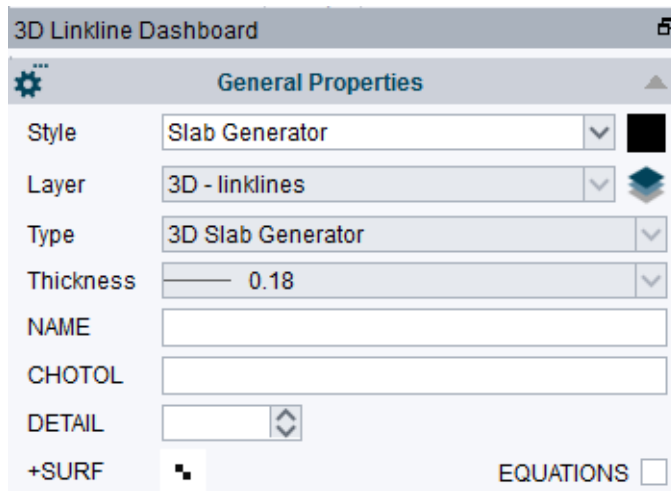 3D Linkline Dashboard
General Properties
Style Slab Generator
Layer 3D - linklines
Type 3D Slab Generator
Thickness 0.18
NAME
CHOTOL
DETAIL
+SURF EQUATIONS